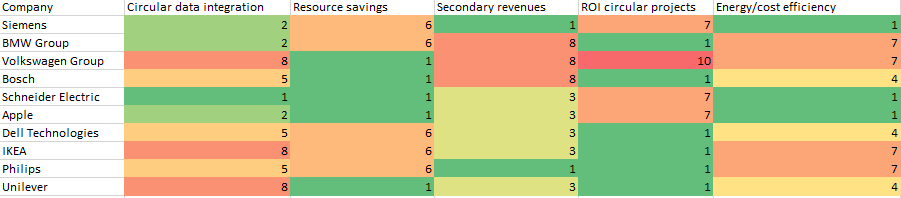 Company Circular data integration Resource savings Secondary revenues ROI circular projects Energy/cost efficiency
Siemens 2 6 1 7 1
BMW Group 2 6 8 1 7
Volkswagen Group 8 1 8 10 7
Bosch 5 1 8 1 4
Schneider Electric 1 1 3 7 1
Apple 2 1 3 7 1
Dell Technologies 5 6 3 1 4
IKEA 8 6 3 1 7
Philips 5 6 1 1 7
Unilever 8 1 3 1 4